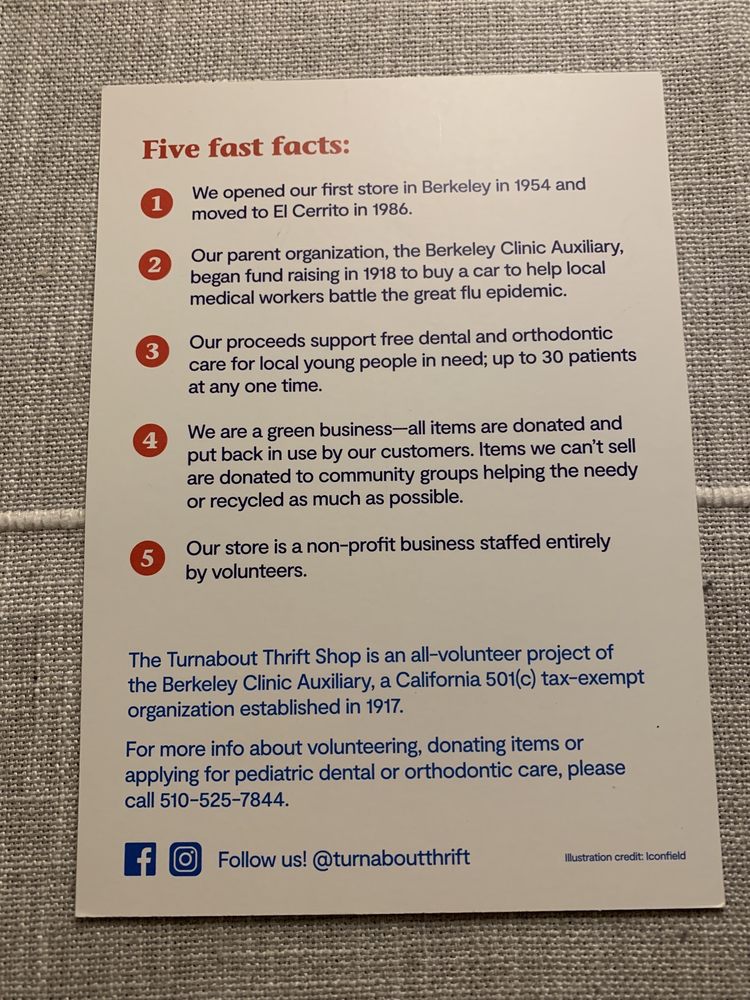 Five fast facts:
1 We opened our first store in Berkeley in 1954 and
moved to El Cerrito in 1986.
2 Our parent organization, the Berkeley Clinic Auxiliary,
began fund raising in 1918 to buy a car to help local
medical workers battle the great flu epidemic.
3 Our proceeds support free dental and orthodontic
care for local young people in need; up to 30 patients
at any one time.
4 We are a green business—all items are donated and
put back in use by our customers. Items we can't sell
are donated to community groups helping the needy
or recycled as much as possible.
5 Our store is a non-profit business staffed entirely
by volunteers.
The Turnabout Thrift Shop is an all-volunteer project of
the Berkeley Clinic Auxiliary, a California 501(c) tax-exempt
organization established in 1917.
For more info about volunteering, donating items or
applying for pediatric dental or orthodontic care, please
call 510-525-7844.
Follow us! @turnaboutthrift
Illustration credit: Iconfield